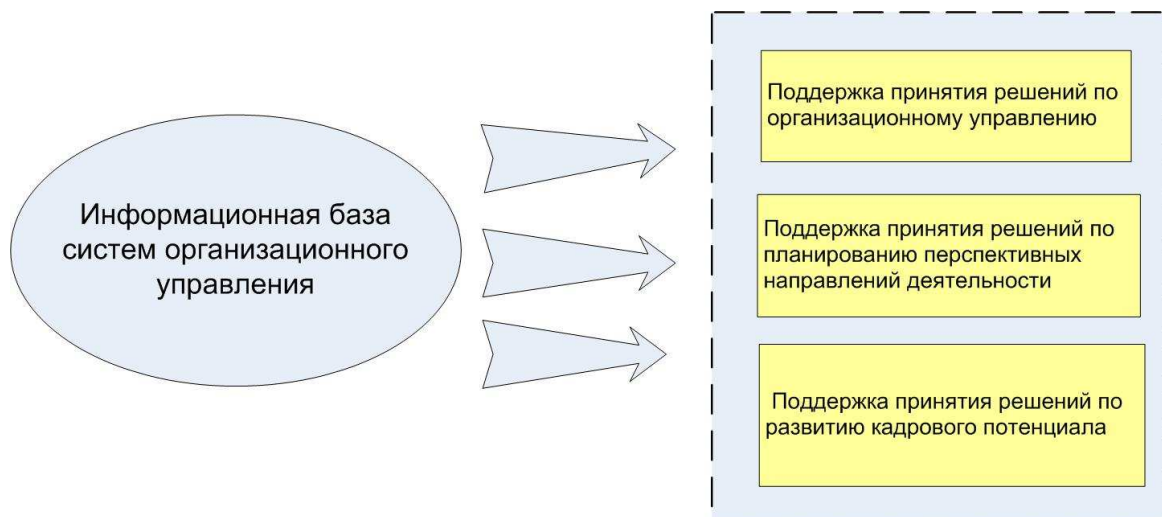 Информационная база
систем организационного
управления
Поддержка принятия решений по
организационному управлению
Поддержка принятия решений по
планированию перспективных
направлений деятельности
Поддержка принятия решений по
развитию кадрового потенциала